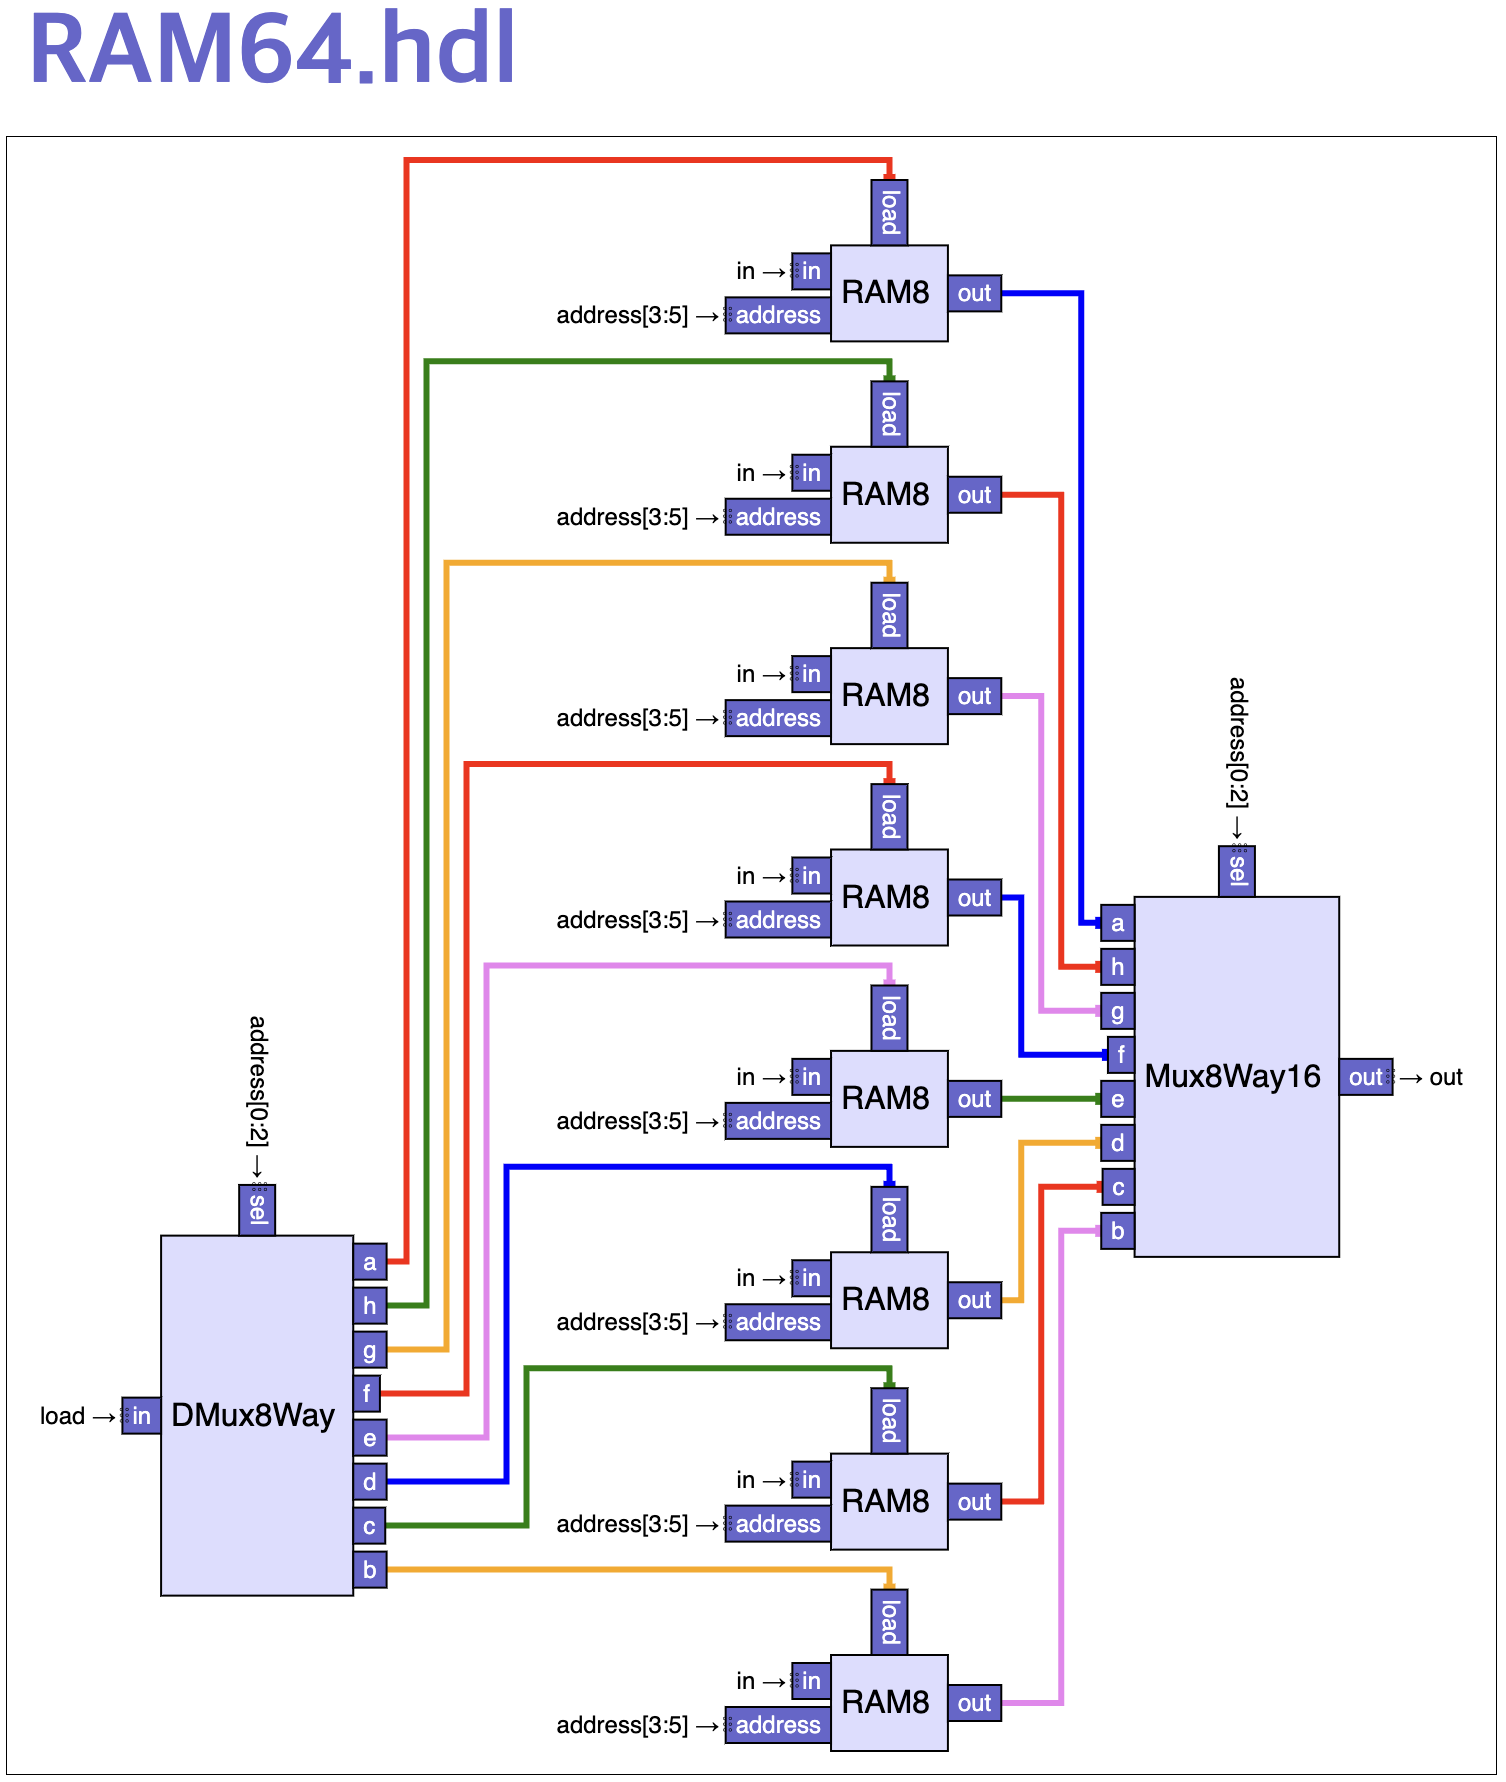 RAM64.hdl
load
in → in
RAM8
out
address[3:5] → address
load
in → in
RAM8
out
address[3:5] → address
load
in → in
RAM8
out
address[3:5] → address
load
in → in
RAM8
out
address[3:5] → address
load
in → in
RAM8
out
address[3:5] → address
load
in → in
RAM8
out
address[3:5] → address
load
in → in
RAM8
out
address[3:5] → address
load
in → in
RAM8
out
address[3:5] → address
address[0:2] →
sel
load → in
DMux8Way
a
h
g
f
e
d
c
b
address[0:2] →
sel
a
h
g
f
e
d
c
b
Mux8Way16
out → out